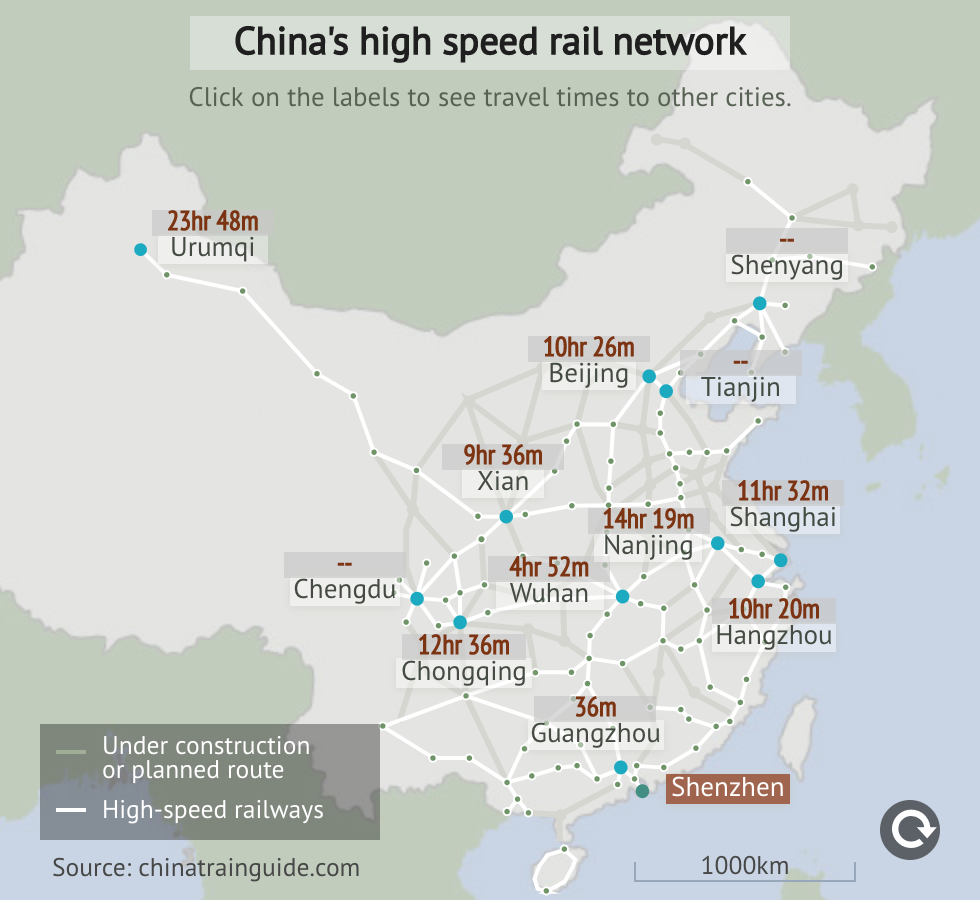 China's high speed rail network
Click on the labels to see travel times to other cities.
23hr 48m
Urumqi
--
Shenyang
10hr 26m
Beijing
--
Tianjin
9hr 36m
Xian
11hr 32m
Shanghai
14hr 19m
Nanjing
--
Chengdu
4hr 52m
Wuhan
10hr 20m
Hangzhou
12hr 36m
Chongqing
36m
Guangzhou
Shenzhen
Under construction
or planned route
High-speed railways
Source: chinatrainguide.com
1000km